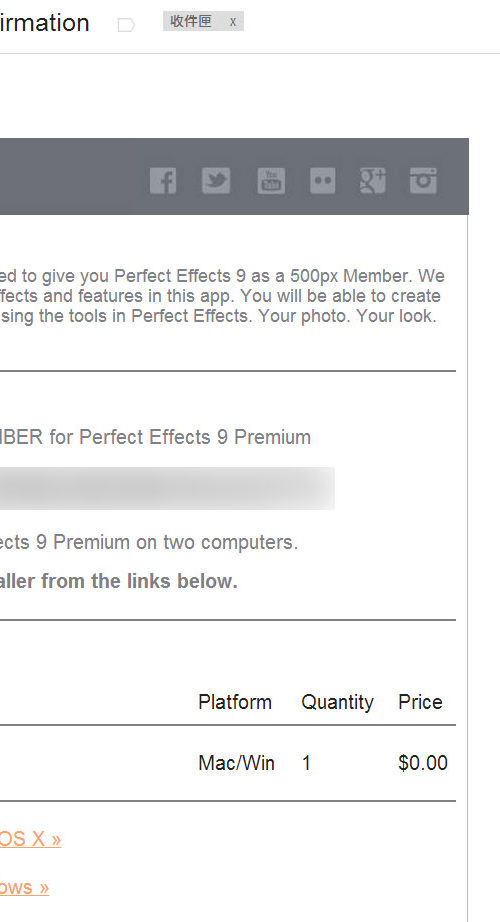 irmation
收件匣 x
You Tube
ed to give you Perfect Effects 9 as a 500px Member. We
ffects and features in this app. You will be able to create
sing the tools in Perfect Effects. Your photo. Your look.
MBER for Perfect Effects 9 Premium
ects 9 Premium on two computers.
aller from the links below.
Platform Quantity Price
Mac/Win 1 $0.00
OS X »
ows »